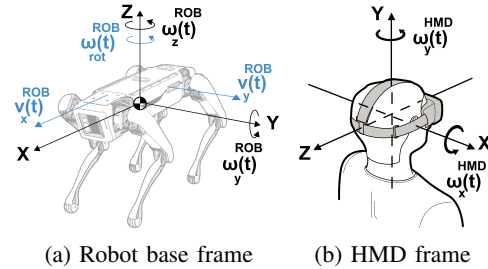 Z
ω(t) ROB z
ω(t) ROB rot
v(t) ROB x
v(t) ROB y
X
Y
ω(t) ROB y
(a) Robot base frame
Y
ω(t) HMD y
Z
X
ω(t) HMD x
(b) HMD frame